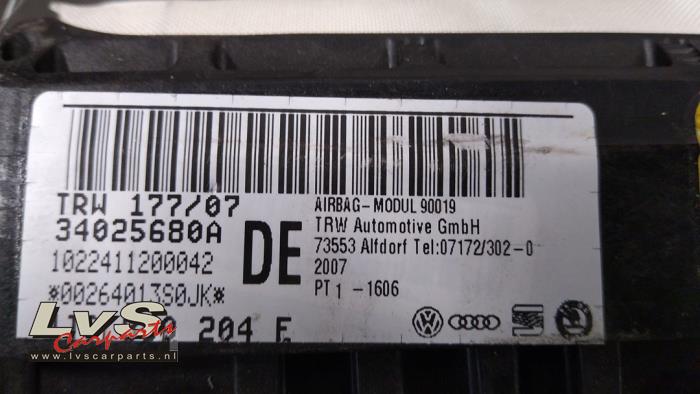 TRW 177/07
34025680A
1022411200042
*00264013S0JK*
204 E
DE
AIRBAG-MODUL 90019
TRW Automotive GmbH
73553 Alfdorf Tel:07172/302-0
2007
PT 1 -1606
LvS
Carparts
www.lvscarparts.nl